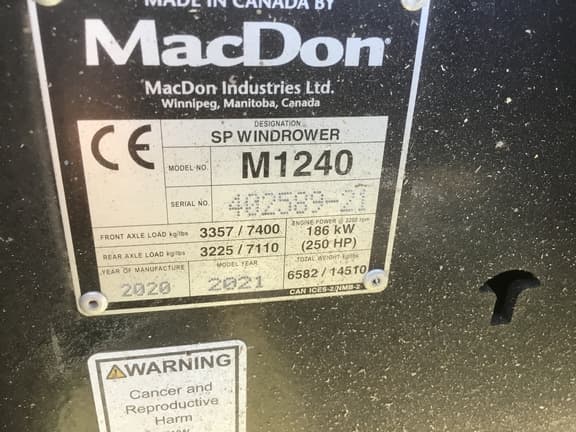 MADE IN CANADA BY
MacDon
MacDon Industries Ltd.
Winnipeg, Manitoba, Canada
CE
DESIGNATION
SP WINDROWER
MODEL NO. M1240
SERIAL NO. 402589-21
FRONT AXLE LOAD kg/lbs 3357 / 7400
REAR AXLE LOAD kg/lbs 3225 / 7110
ENGINE POWER @ 2200 rpm
186 kW
(250 HP)
YEAR OF MANUFACTURE
2020
MODEL YEAR
2021
TOTAL WEIGHT kg/lbs
6582 / 14510
CAN ICES-2/NMB-2
WARNING
Cancer and
Reproductive
Harm